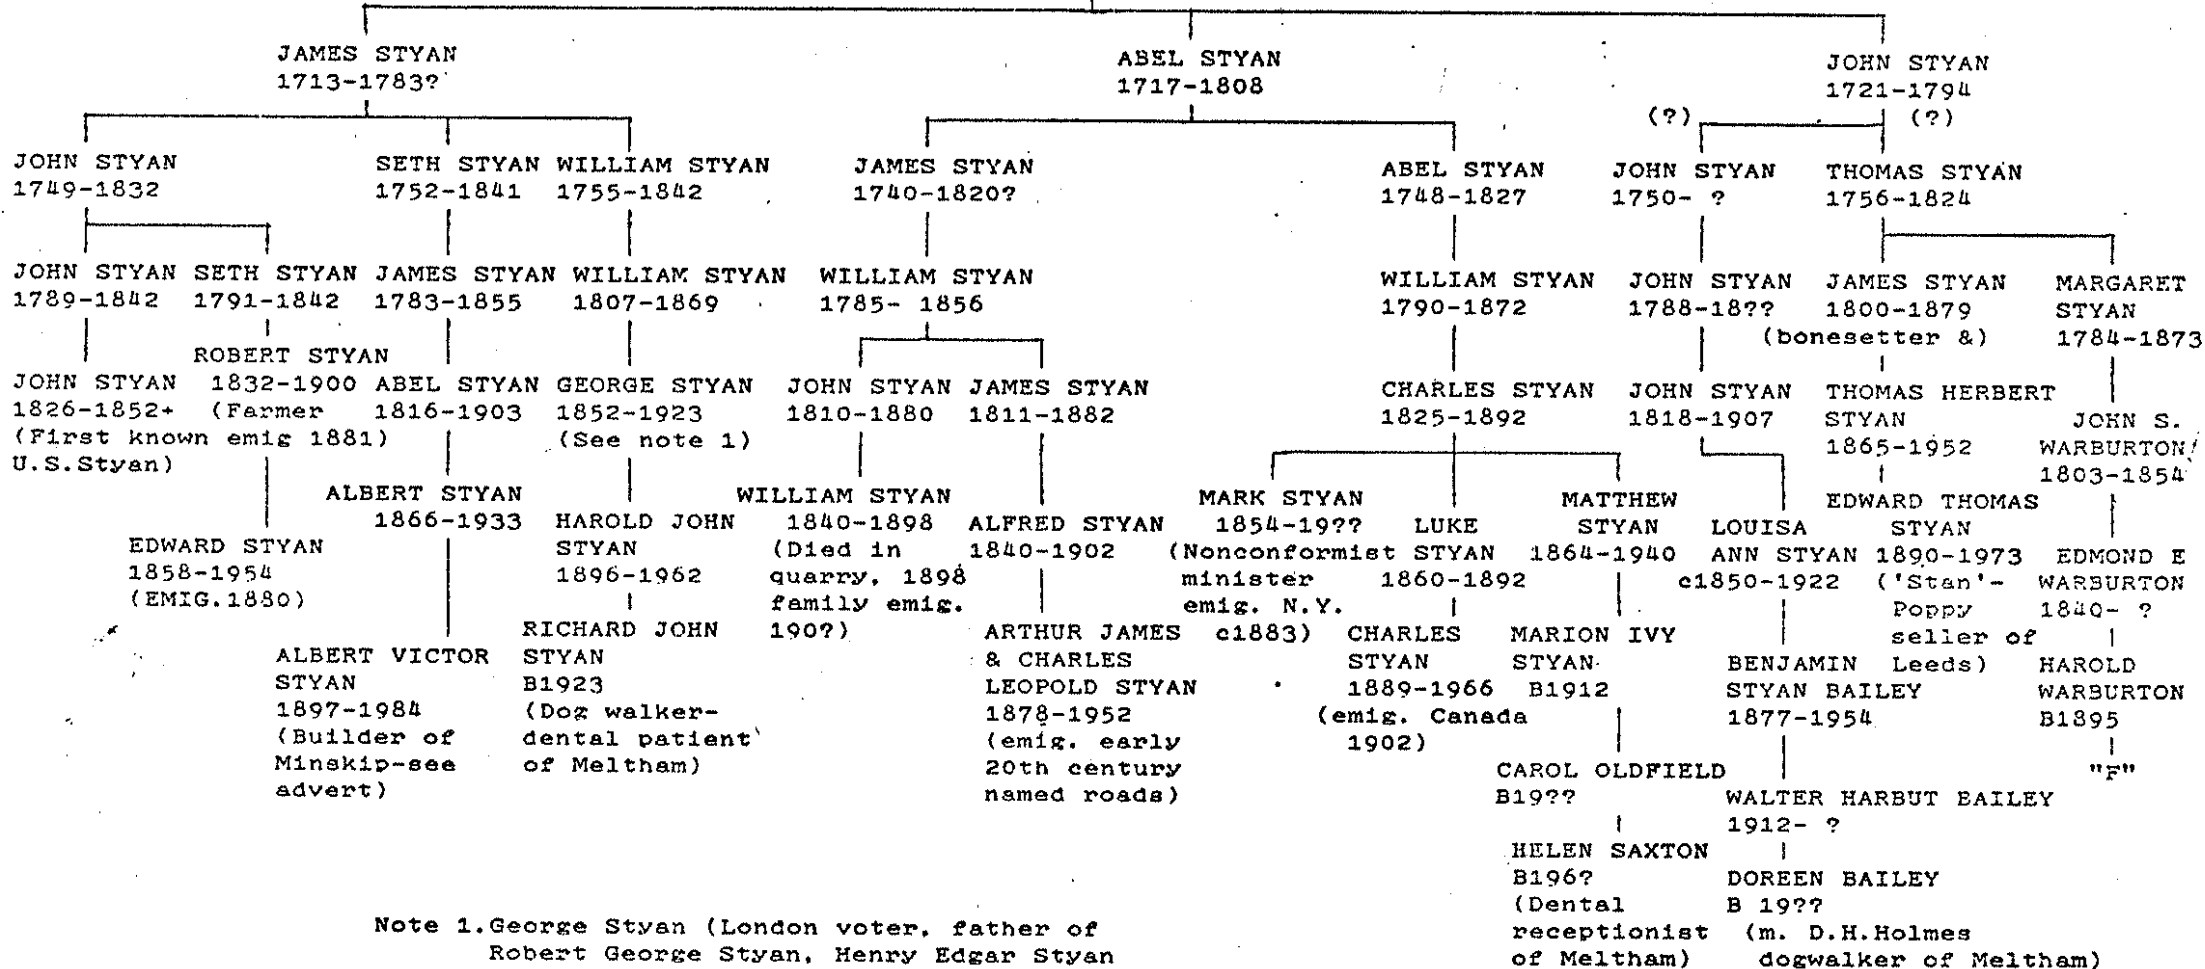 JAMES STYAN
1713-1783?
ABEL STYAN
1717-1808
JOHN STYAN
1721-1794
(?)
(?)
JOHN STYAN
1749-1832
SETH STYAN
1752-1841
WILLIAM STYAN
1755-1842
JAMES STYAN
1740-1820?
ABEL STYAN
1748-1827
JOHN STYAN
1750- ?
THOMAS STYAN
1756-1824
JOHN STYAN
1789-1842
SETH STYAN
1791-1842
JAMES STYAN
1783-1855
WILLIAM STYAN
1807-1869
WILLIAM STYAN
1785- 1856
WILLIAM STYAN
1790-1872
JOHN STYAN
1788-18??
JAMES STYAN
1800-1879
(bonesetter &)
MARGARET
STYAN
1784-1873
JOHN STYAN
1826-1852+
(First known
U.S.Styan)
ROBERT STYAN
1832-1900
(Farmer
emig 1881)
ABEL STYAN
1816-1903
GEORGE STYAN
1852-1923
(See note 1)
JOHN STYAN
1810-1880
JAMES STYAN
1811-1882
CHARLES STYAN
1825-1892
JOHN STYAN
1818-1907
THOMAS HERBERT
STYAN
1865-1952
JOHN S.
WARBURTON
1803-1854
EDWARD STYAN
1858-1954
(EMIG.1880)
ALBERT STYAN
1866-1933
HAROLD JOHN
STYAN
1896-1962
WILLIAM STYAN
1840-1898
(Died in
quarry, 1898
family emig.
190?)
ALFRED STYAN
1840-1902
MARK STYAN
1854-19??
(Nonconformist
minister
emig. N.Y.
c1883)
LUKE
STYAN
1860-1892
MATTHEW
STYAN
1864-1940
LOUISA
ANN STYAN
c1850-1922
EDWARD THOMAS
STYAN
1890-1973
('Stan'-
Poppy
seller of
Leeds)
EDMOND E
WARBURTON
1840- ?
ALBERT VICTOR
STYAN
1897-1984
(Builder of
Minskip-see
advert)
RICHARD JOHN
STYAN
B1923
(Dog walker-
dental patient
of Meltham)
ARTHUR JAMES
& CHARLES
LEOPOLD STYAN
1878-1952
(emig. early
20th century
named roads)
CHARLES
STYAN
1889-1966
(emig. Canada
1902)
MARION IVY
STYAN
B1912
BENJAMIN
STYAN BAILEY
1877-1954
HAROLD
WARBURTON
B1895
"F"
CAROL OLDFIELD
B19??
WALTER HARBUT BAILEY
1912- ?
HELEN SAXTON
B196?
(Dental
receptionist
of Meltham)
DOREEN BAILEY
B 19??
(m. D.H.Holmes
dogwalker of Meltham)
Note 1.George Styan (London voter, father of
Robert George Styan, Henry Edgar Styan